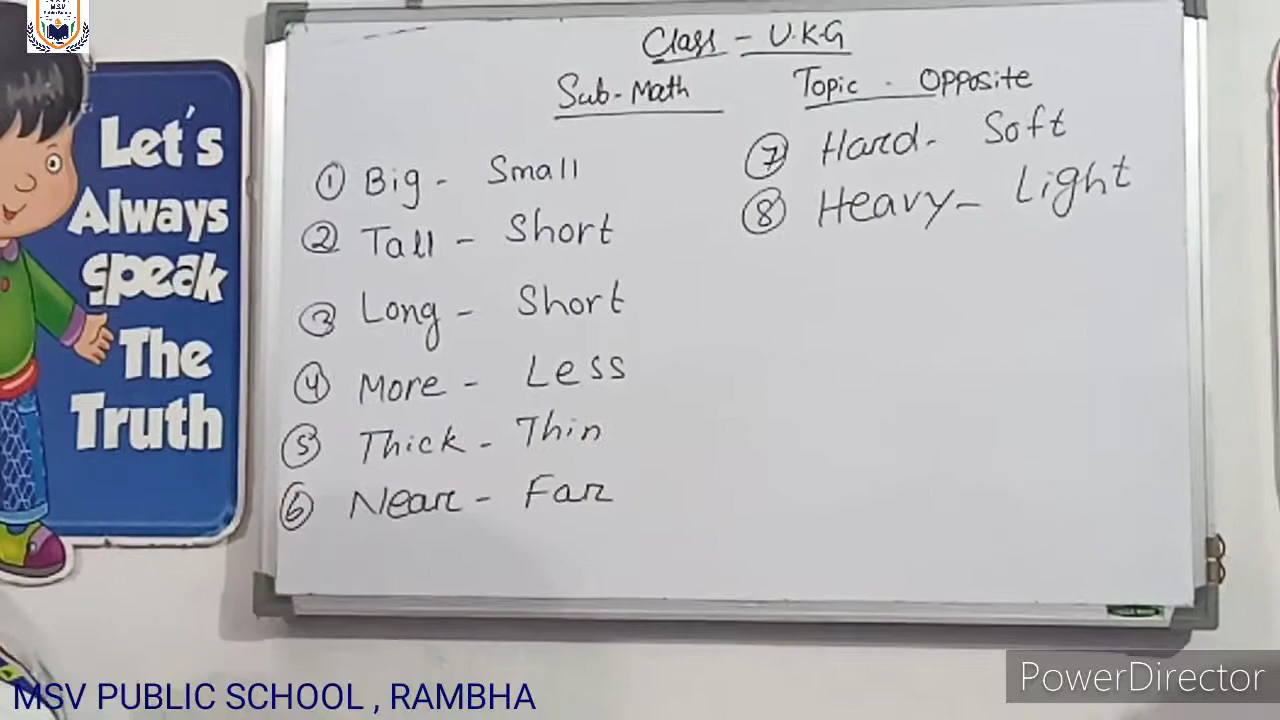 M.S.V
Public School
Let's
Always
speak
The
Truth
Class - U.K.G
Sub- Math
Topic - Opposite
① Big - Small
② Tall - Short
③ Long - Short
④ More - Less
⑤ Thick - Thin
⑥ Near - Far
⑦ Hard - Soft
⑧ Heavy - Light
MSV PUBLIC SCHOOL , RAMBHA
PowerDirector